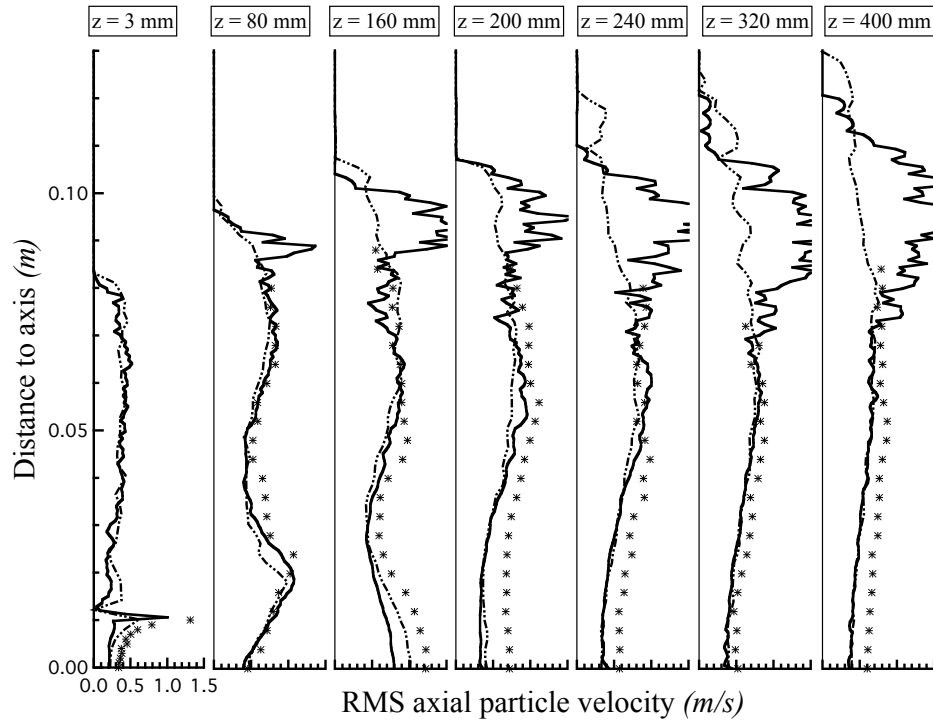 z = 3 mm z = 80 mm z = 160 mm z = 200 mm z = 240 mm z = 320 mm z = 400 mm
Distance to axis (m)
0.10
0.05
0.00
0.0 0.5 1.0 1.5
RMS axial particle velocity (m/s)